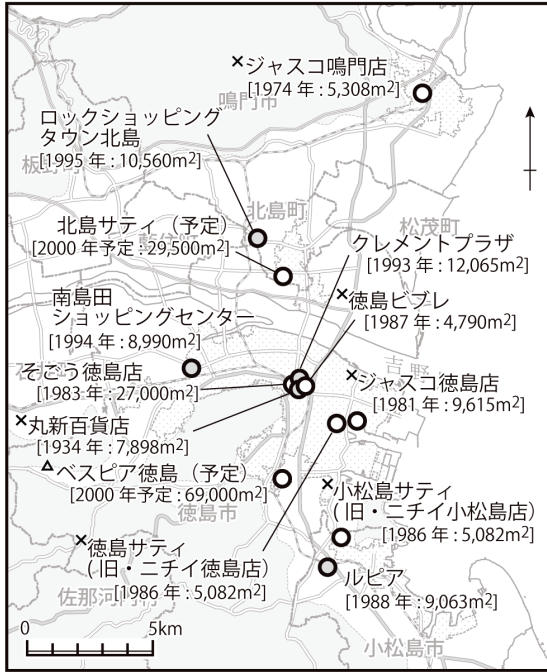 ×ジャスコ鳴門店
[1974 年 : 5,308m²]
鳴門市
ロックショッピング
タウン北島
[1995 年 : 10,560m²]
北島町
松茂町
北島サティ（予定）
[2000 年予定 : 29,500m²]
クレメントプラザ
[1993 年 : 12,065m²]
南島田
ショッピングセンター
[1994 年 : 8,990m²]
×徳島ビブレ
[1987 年 : 4,790m²]
そごう徳島店
[1983 年 : 27,000m²]
×ジャスコ徳島店
[1981 年 : 9,615m²]
×丸新百貨店
[1934 年 : 7,898m²]
△ベスピア徳島（予定）
[2000 年予定 : 69,000m²]
徳島市
×小松島サティ
( 旧・ニチイ小松島店）
[1986 年 : 5,082m²]
×徳島サティ
( 旧・ニチイ徳島店）
[1986 年 : 5,082m²]
ルピア
[1988 年 : 9,063m²]
小松島市
0 5km